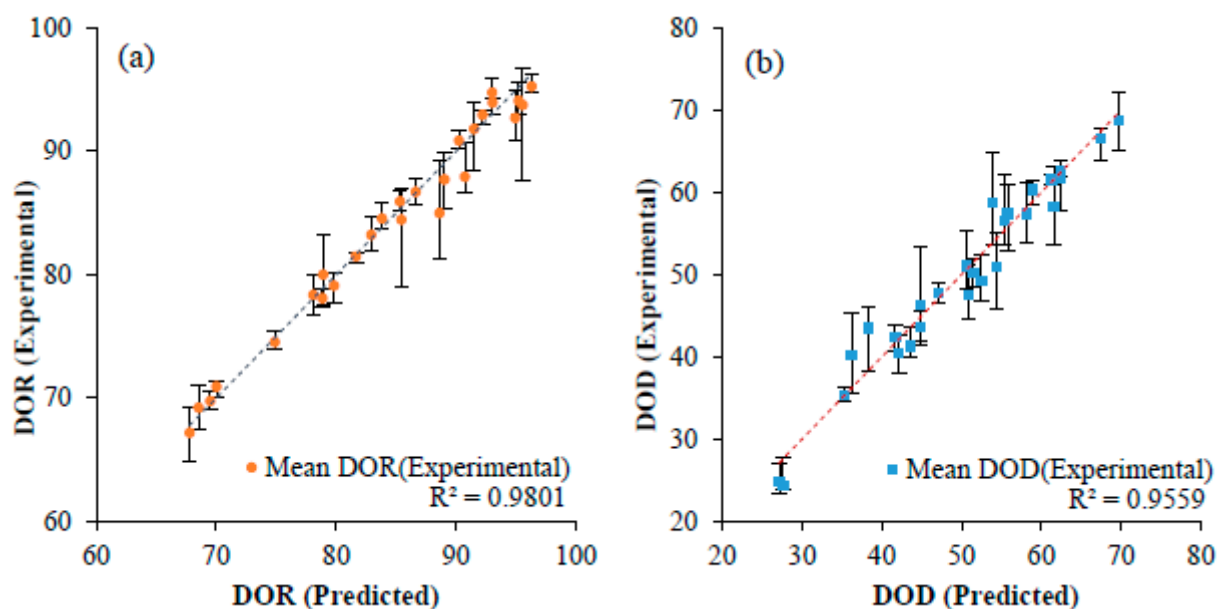 (a)
DOR (Experimental)
100
90
80
70
60
Mean DOR(Experimental)
R² = 0.9801
60 70 80 90 100
DOR (Predicted)
(b)
DOD (Experimental)
80
70
60
50
40
30
20
Mean DOD(Experimental)
R² = 0.9559
20 30 40 50 60 70 80
DOD (Predicted)